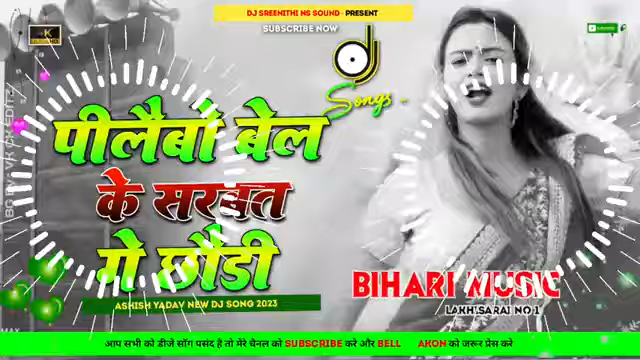 DJ SREENITHI NS SOUND - PRESENT
SUBSCRIBE NOW
K
dj
Songs
पीलैबौ बेल
के सरबत
गे छौडी
ASHISH YADAV NEW DJ SONG 2023
BIHARI MUSIC
LAKHISARAI NO 1
आप सभी को डीजे सॉग पसंद है तो मेरे चैनल को SUBSCRIBE करे और BELL AKON को जरूर प्रेस करे